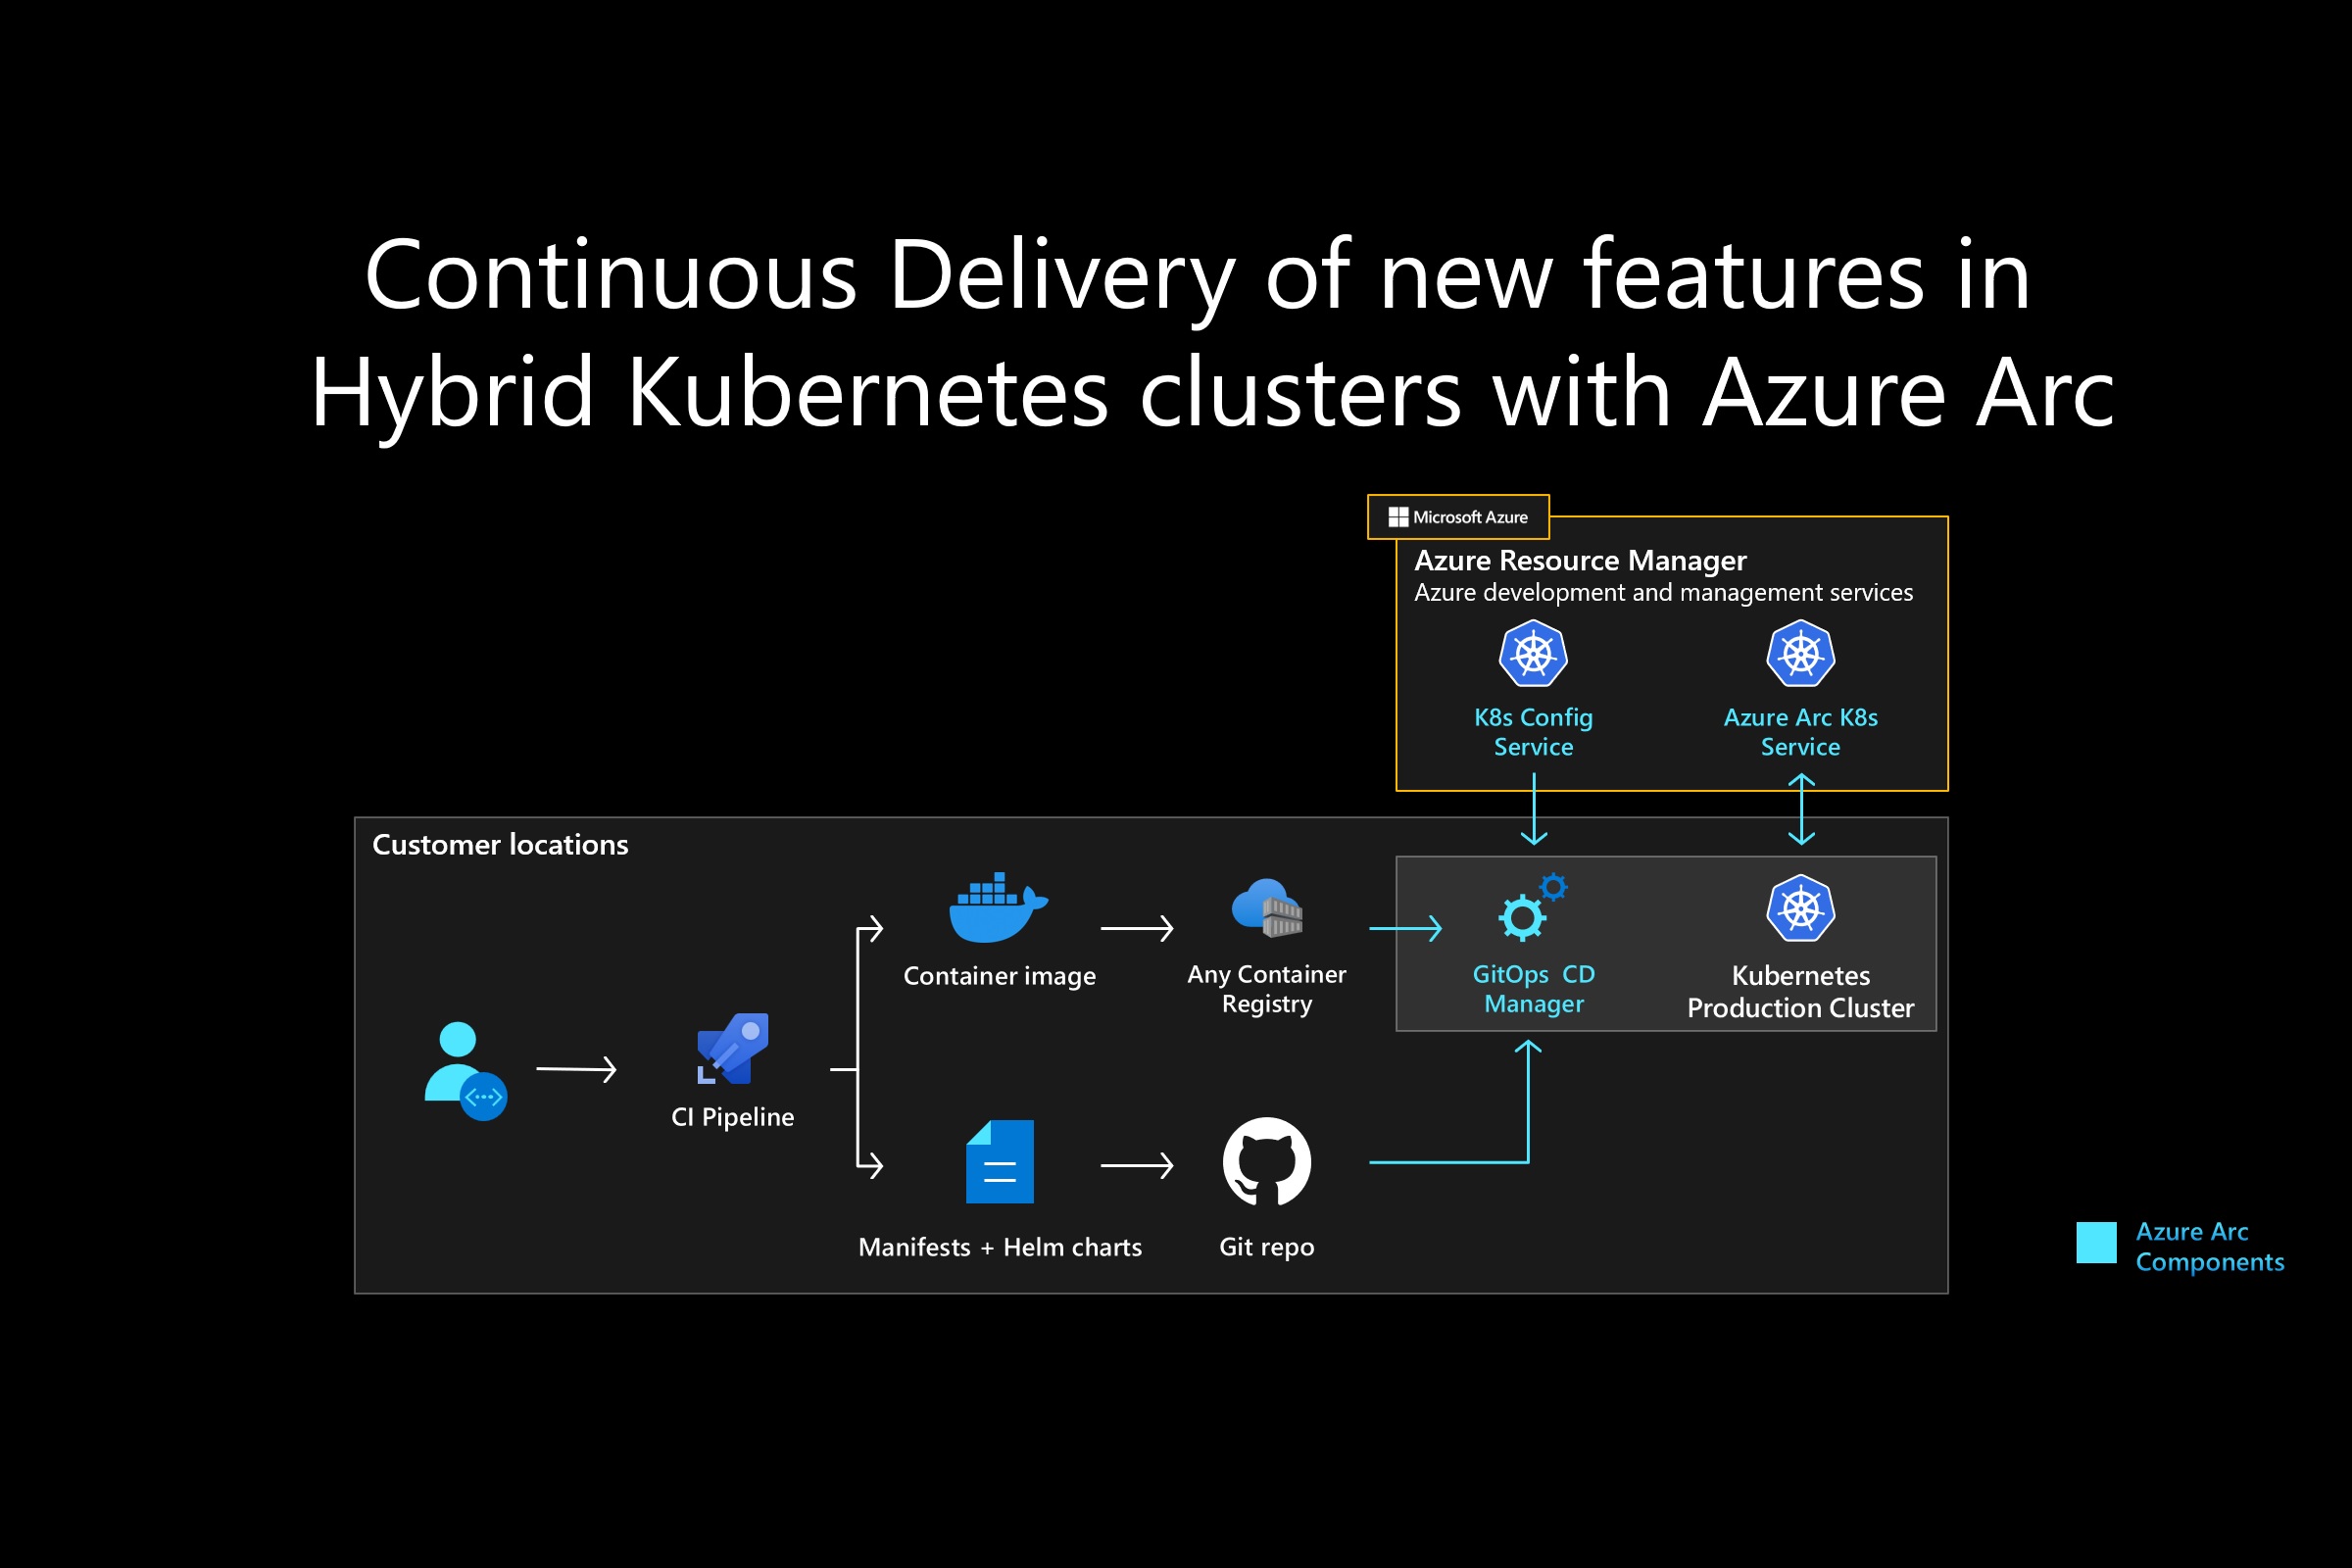 Continuous Delivery of new features in
Hybrid Kubernetes clusters with Azure Arc
Microsoft Azure
Azure Resource Manager
Azure development and management services
K8s Config
Service
Azure Arc K8s
Service
Customer locations
Container image
Any Container
Registry
GitOps CD
Manager
Kubernetes
Production Cluster
CI Pipeline
Manifests + Helm charts
Git repo
Azure Arc
Components